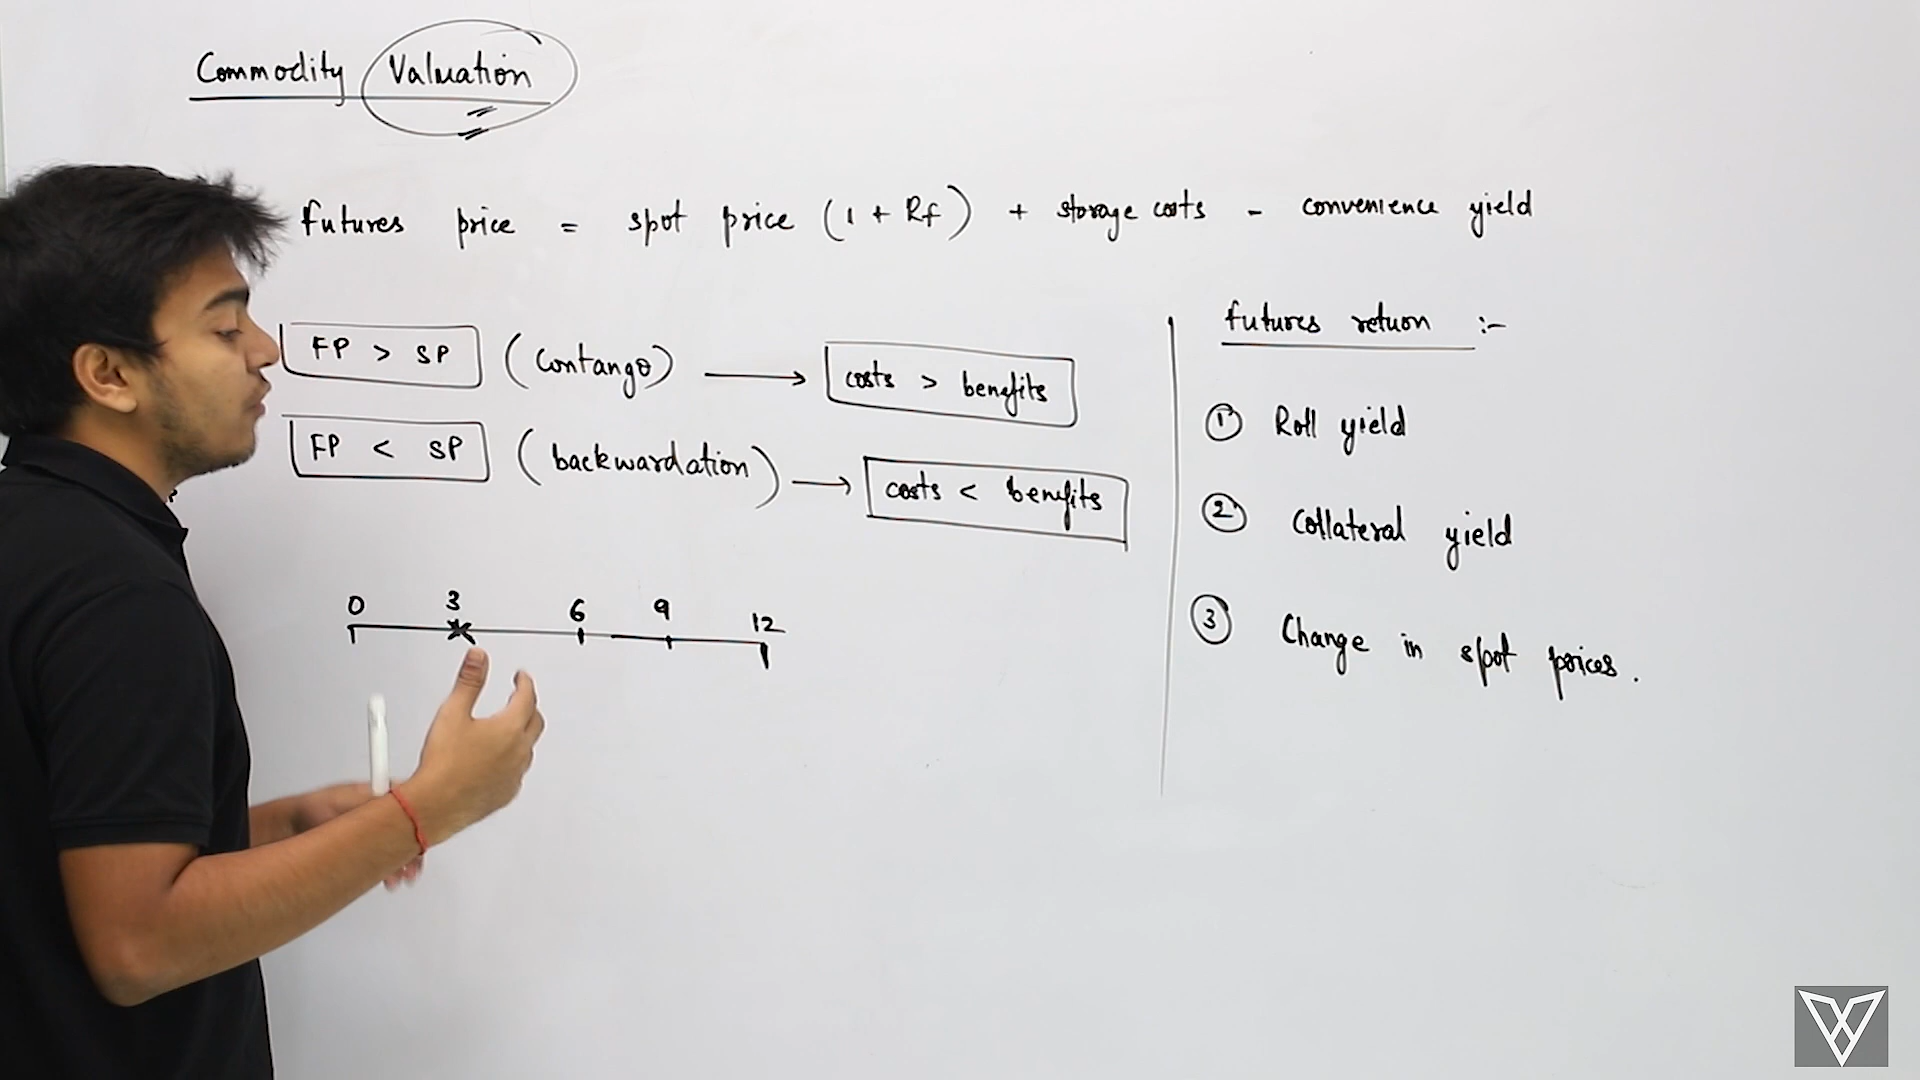 Commodity Valuation
futures price = spot price (1 + Rf) + storage costs - convenience yield
FP > SP (contango) → costs > benefits
FP < SP (backwardation) → costs < benefits
0 3 6 9 12
futures return :-
① Roll yield
② collateral yield
③ Change in spot prices.